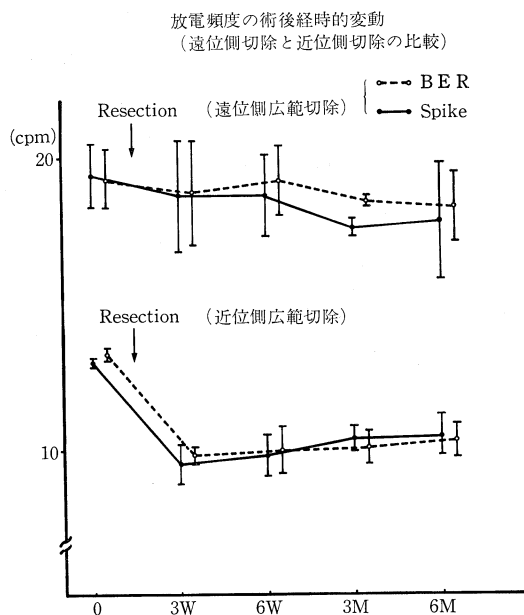 放電頻度の術後経時的変動
(遠位側切除と近位側切除の比較)
BER
Spike
Resection (遠位側広範切除)
(cpm)
20
Resection (近位側広範切除)
10
0 3W 6W 3M 6M